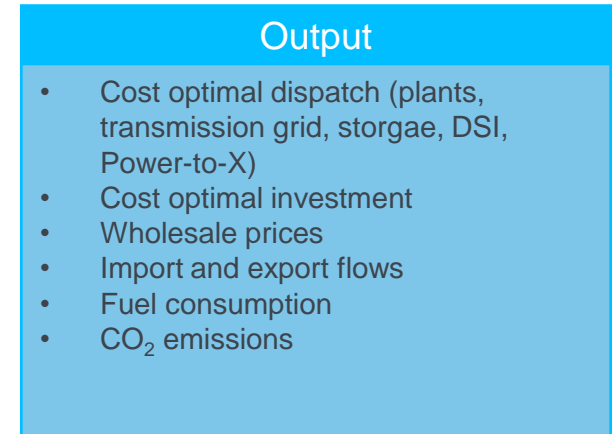 Output
• Cost optimal dispatch (plants,
transmission grid, storgae, DSI,
Power-to-X)
• Cost optimal investment
• Wholesale prices
• Import and export flows
• Fuel consumption
• CO₂ emissions